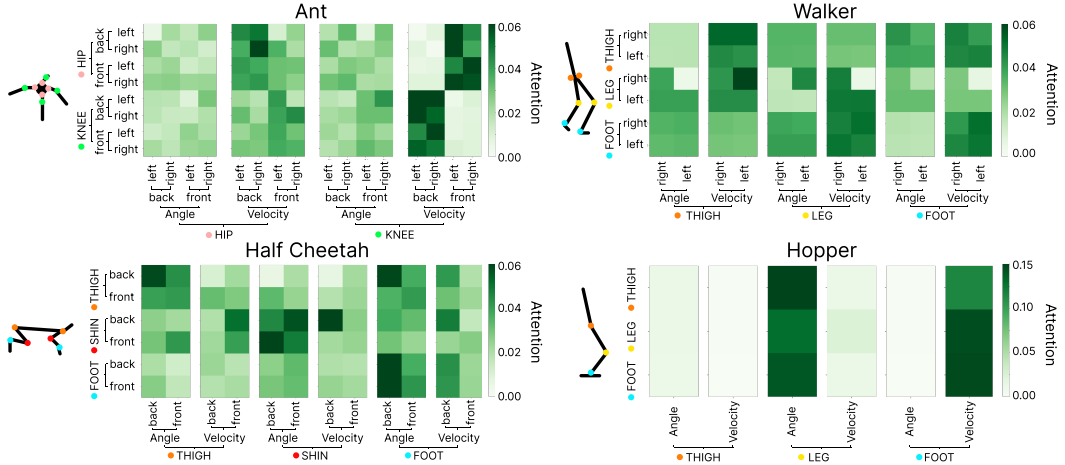 Ant
HIP
KNEE
back
front
back
front
left
right
left
right
left
right
left
right
0.06
0.04
0.02
0.00
Attention
left
right
left
right
left
right
left
right
left
right
left
right
left
right
left
right
back
front
back
front
back
front
back
front
Angle
Velocity
Angle
Velocity
HIP
KNEE
Walker
THIGH
LEG
FOOT
right
left
right
left
right
left
0.06
0.04
0.02
0.00
Attention
right
left
right
left
right
left
right
left
right
left
right
left
Angle
Velocity
Angle
Velocity
Angle
Velocity
THIGH
LEG
FOOT
Half Cheetah
THIGH
SHIN
FOOT
back
front
back
front
back
front
0.06
0.04
0.02
0.00
Attention
back
front
back
front
back
front
back
front
back
front
back
front
Angle
Velocity
Angle
Velocity
Angle
Velocity
THIGH
SHIN
FOOT
Hopper
THIGH
LEG
FOOT
0.15
0.10
0.05
0.00
Attention
Angle
Velocity
Angle
Velocity
Angle
Velocity
THIGH
LEG
FOOT